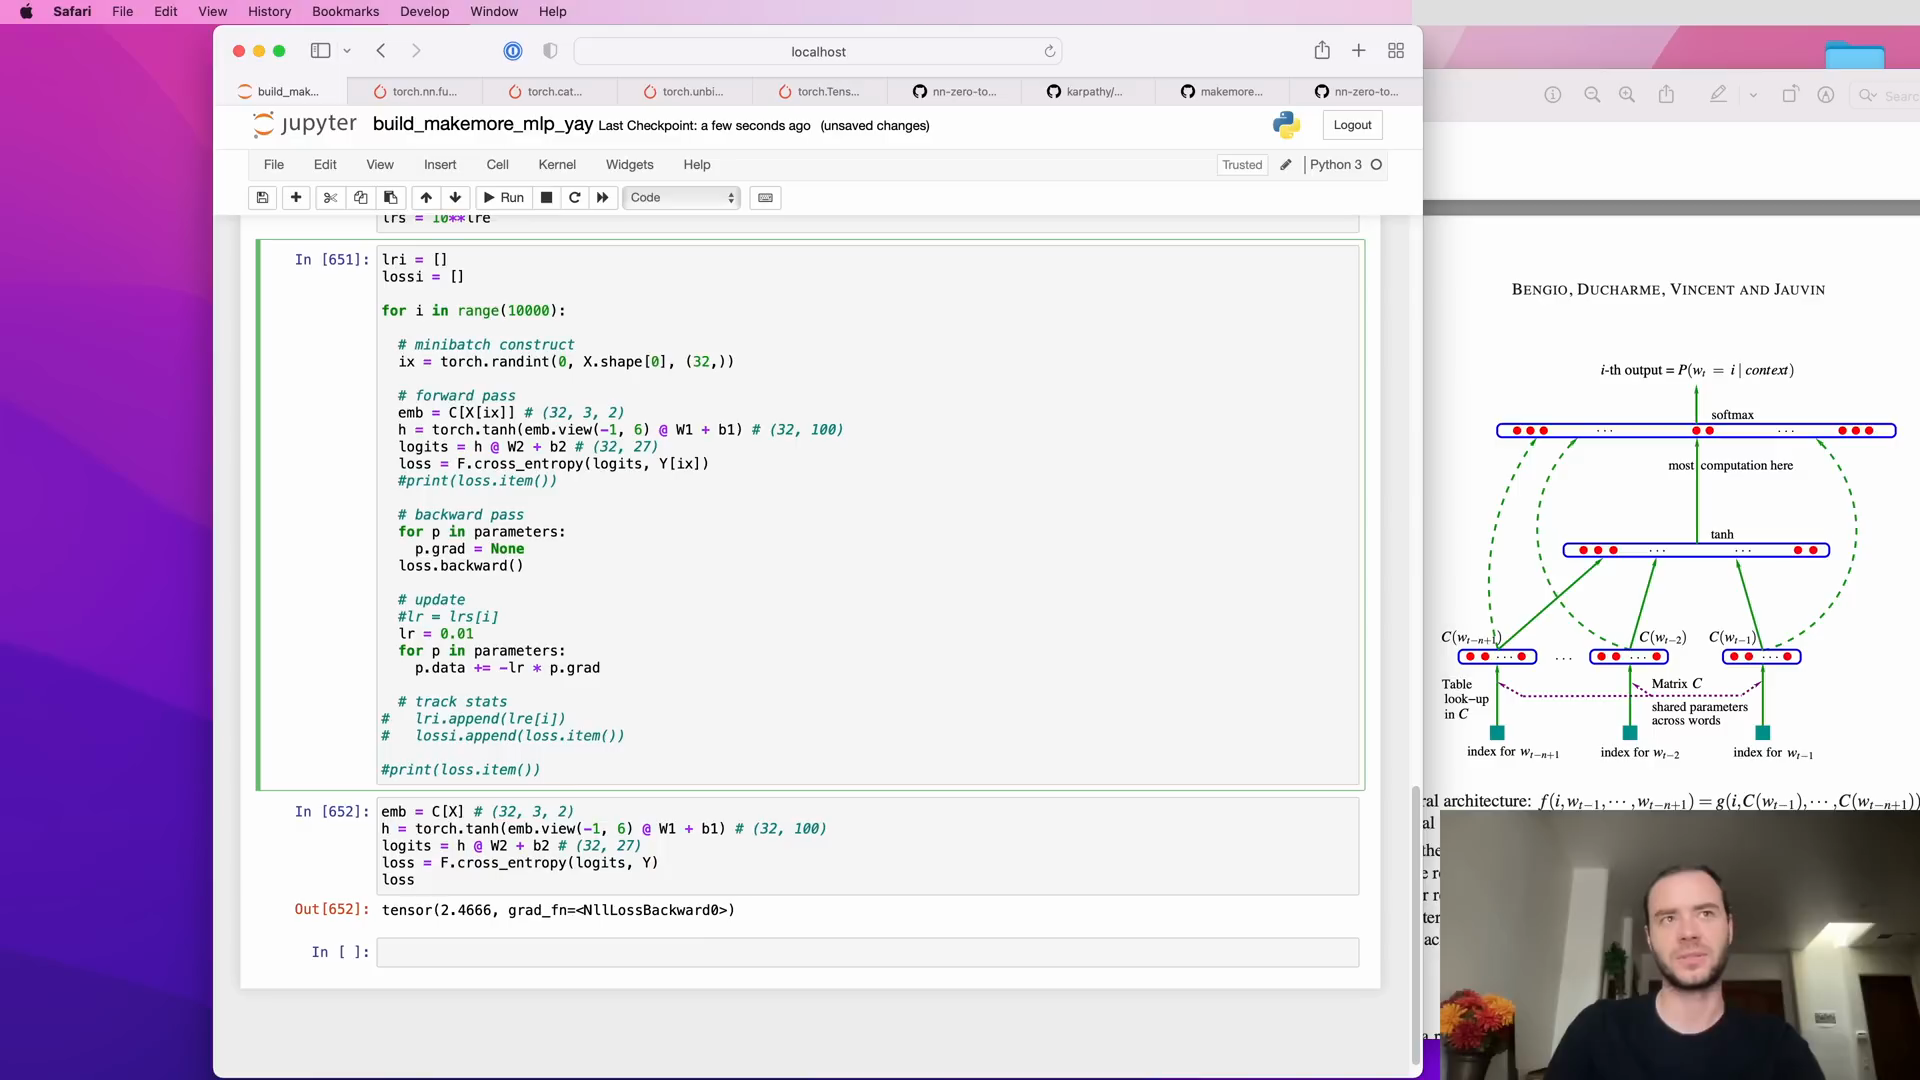 Safari File Edit View History Bookmarks Develop Window Help
localhost
build_mak... torch.nn.fu... torch.cat... torch.unbi... torch.Tens... nn-zero-to... karpathy/... makemore... nn-zero-to...
jupyter build_makemore_mlp_yay Last Checkpoint: a few seconds ago (unsaved changes) Logout
File Edit View Insert Cell Kernel Widgets Help Trusted Python 3
Run Code
lrs = 10**lre
In [651]: lri = []
lossi = []
for i in range(10000):
# minibatch construct
ix = torch.randint(0, X.shape[0], (32,))
# forward pass
emb = C[X[ix]] # (32, 3, 2)
h = torch.tanh(emb.view(-1, 6) @ W1 + b1) # (32, 100)
logits = h @ W2 + b2 # (32, 27)
loss = F.cross_entropy(logits, Y[ix])
#print(loss.item())
# backward pass
for p in parameters:
p.grad = None
loss.backward()
# update
#lr = lrs[i]
lr = 0.01
for p in parameters:
p.data += -lr * p.grad
# track stats
#   lri.append(lre[i])
#   lossi.append(loss.item())
#print(loss.item())
In [652]: emb = C[X] # (32, 3, 2)
h = torch.tanh(emb.view(-1, 6) @ W1 + b1) # (32, 100)
logits = h @ W2 + b2 # (32, 27)
loss = F.cross_entropy(logits, Y)
loss
Out[652]: tensor(2.4666, grad_fn=<NllLossBackward0>)
In [ ]:
Search
BENGIO, DUCHARME, VINCENT AND JAUVIN
i-th output = P(w_t = i | context)
softmax
most computation here
tanh
C(w_{t−n+1}) C(w_{t−2}) C(w_{t−1})
Table look−up in C
Matrix C
shared parameters across words
index for w_{t−n+1} index for w_{t−2} index for w_{t−1}
architecture: f(i,w_{t−1},··· ,w_{t−n+1}) = g(i,C(w_{t−1}),··· ,C(w_{t−n+1}))